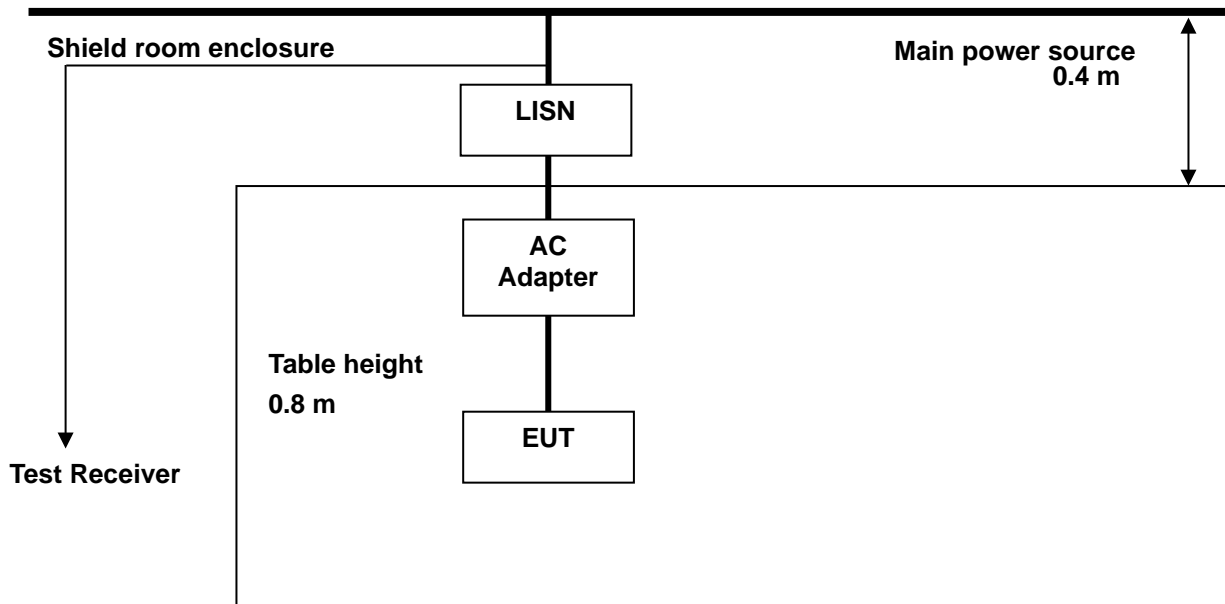 Shield room enclosure
Main power source
0.4 m
LISN
AC
Adapter
Table height
0.8 m
EUT
Test Receiver